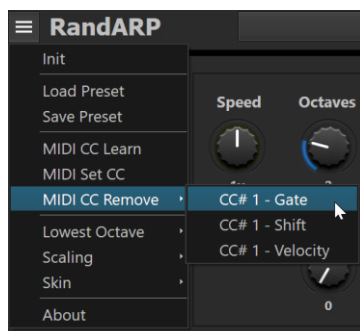 RandARP
Init
Load Preset
Save Preset
Speed
Octaves
MIDI CC Learn
MIDI Set CC
MIDI CC Remove
CC# 1 - Gate
CC# 1 - Shift
CC# 1 - Velocity
Lowest Octave
Scaling
Skin
0
About